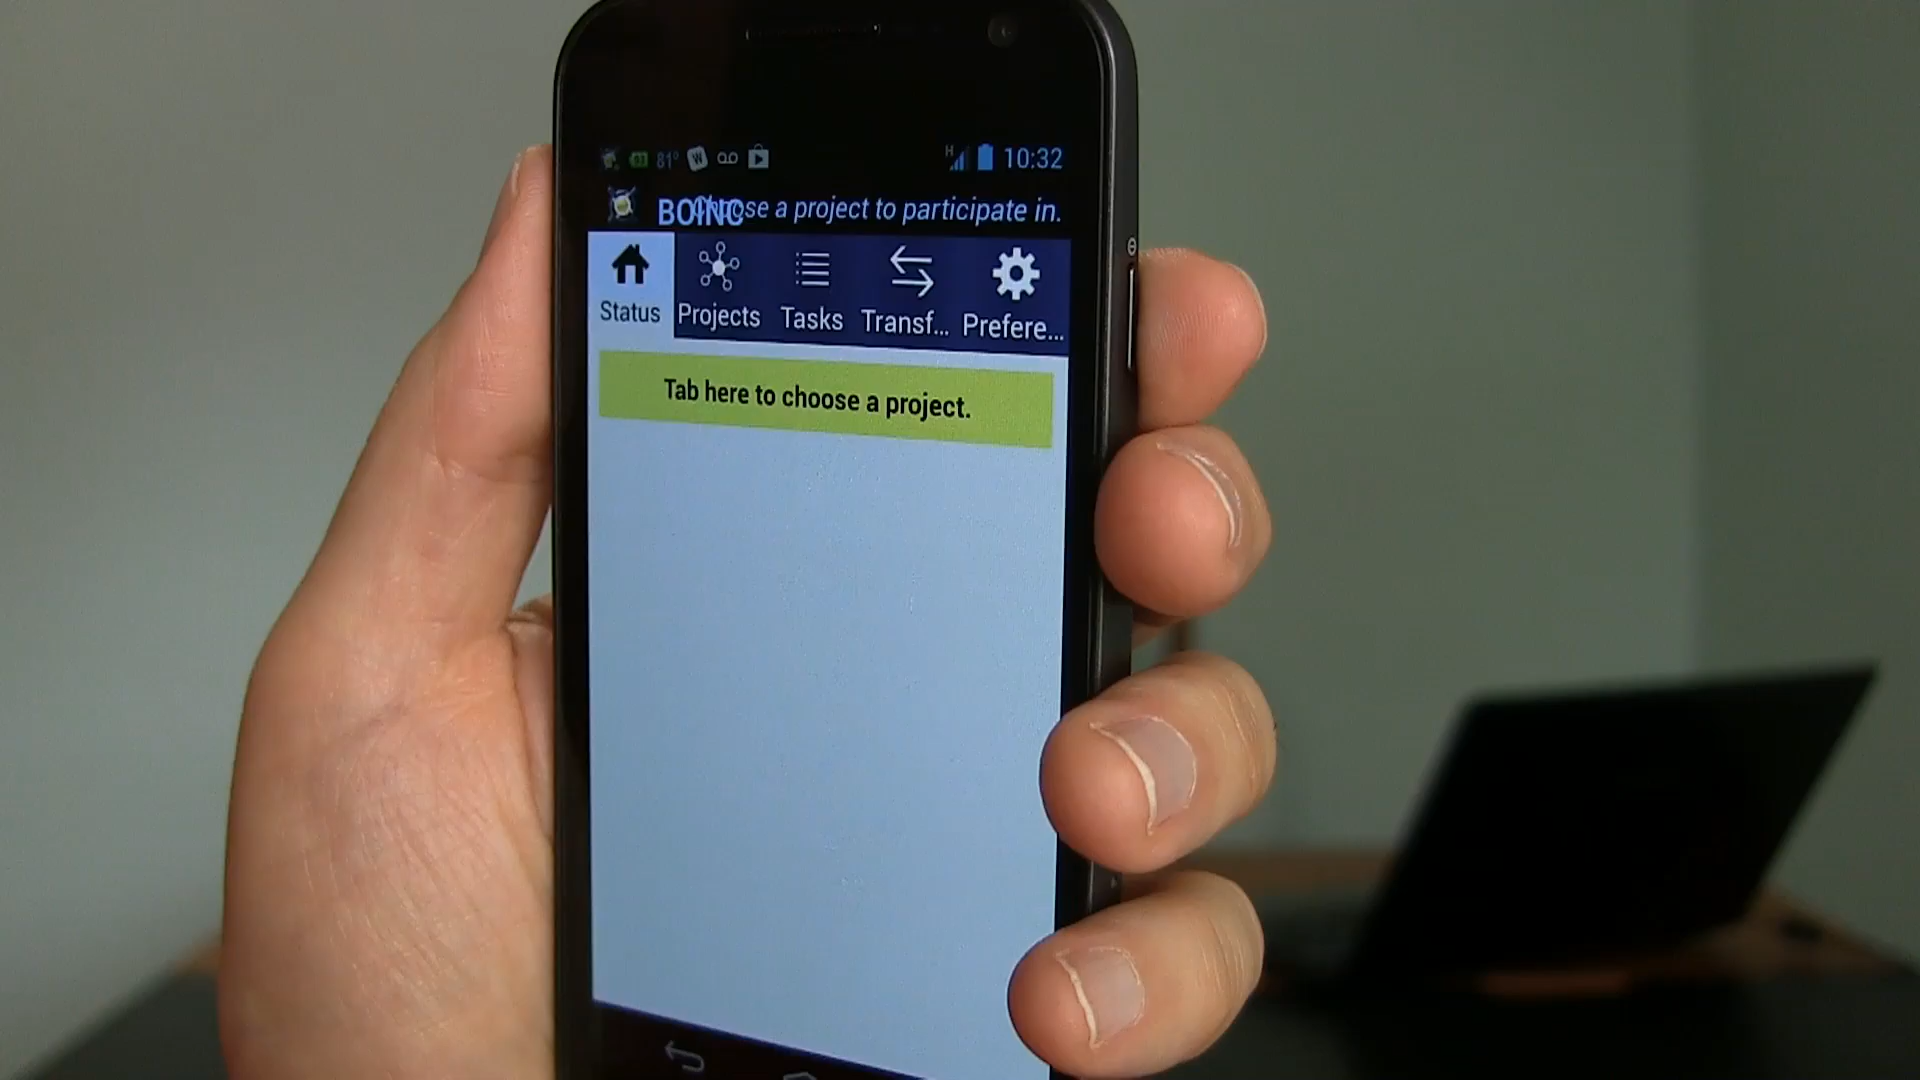 81° W H 10:32
BOINC Choose a project to participate in.
Status Projects Tasks Transf... Prefere...
Tab here to choose a project.